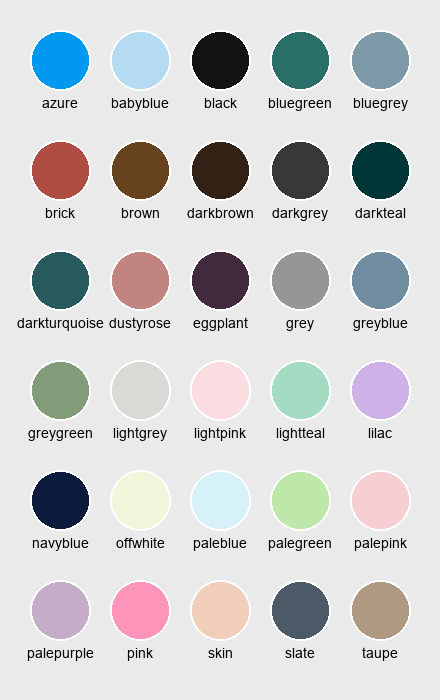 azure babyblue black bluegreen bluegrey
brick brown darkbrown darkgrey darkteal
darkturquoise dustyrose eggplant grey greyblue
greygreen lightgrey lightpink lightteal lilac
navyblue offwhite paleblue palegreen palepink
palepurple pink skin slate taupe